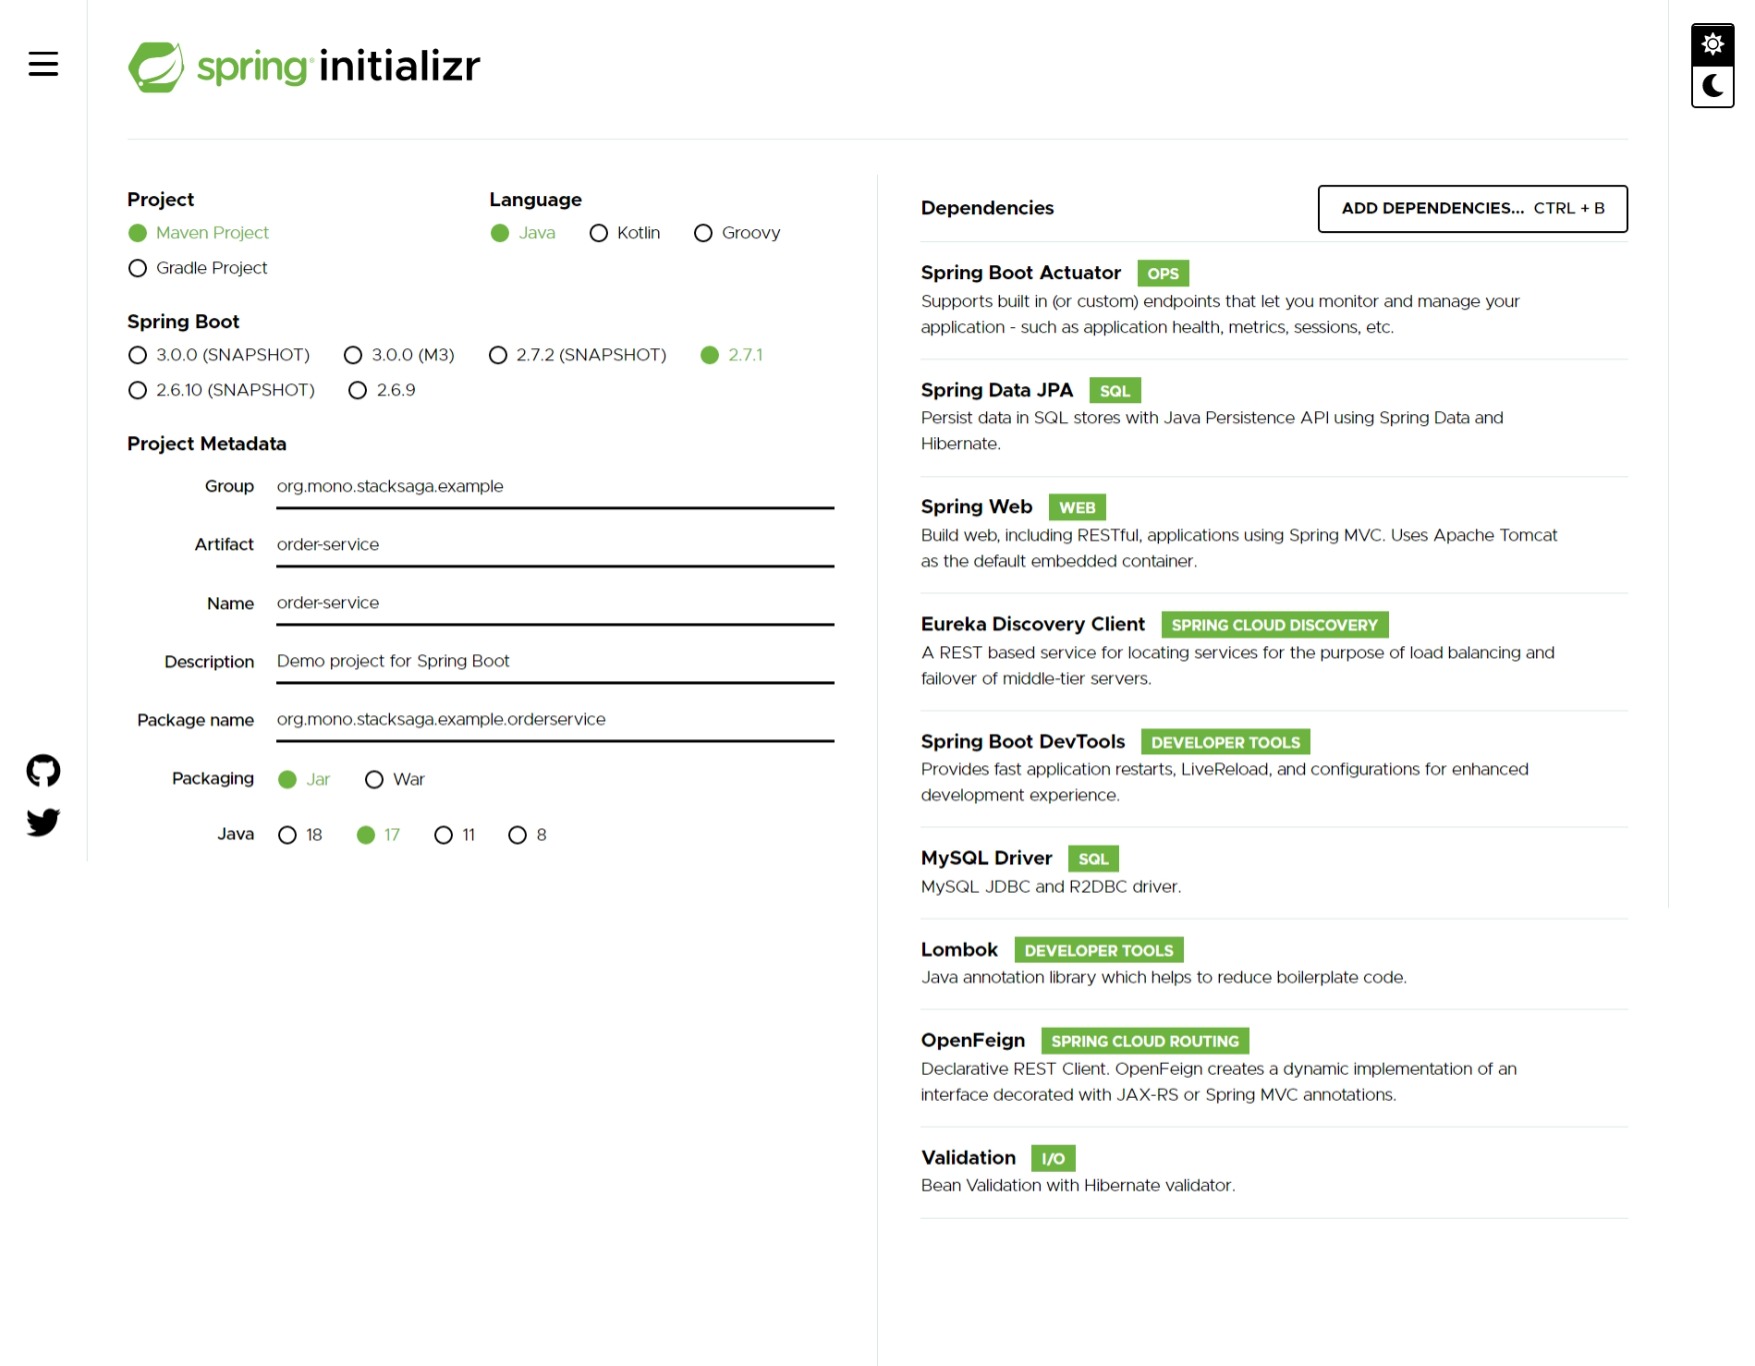 spring initializr
Project
Maven Project
Gradle Project
Language
Java Kotlin Groovy
Spring Boot
3.0.0 (SNAPSHOT) 3.0.0 (M3) 2.7.2 (SNAPSHOT) 2.7.1
2.6.10 (SNAPSHOT) 2.6.9
Project Metadata
Group org.mono.stacksaga.example
Artifact order-service
Name order-service
Description Demo project for Spring Boot
Package name org.mono.stacksaga.example.orderservice
Packaging Jar War
Java 18 17 11 8
Dependencies
ADD DEPENDENCIES... CTRL + B
Spring Boot Actuator OPS
Supports built in (or custom) endpoints that let you monitor and manage your
application - such as application health, metrics, sessions, etc.
Spring Data JPA SQL
Persist data in SQL stores with Java Persistence API using Spring Data and
Hibernate.
Spring Web WEB
Build web, including RESTful, applications using Spring MVC. Uses Apache Tomcat
as the default embedded container.
Eureka Discovery Client SPRING CLOUD DISCOVERY
A REST based service for locating services for the purpose of load balancing and
failover of middle-tier servers.
Spring Boot DevTools DEVELOPER TOOLS
Provides fast application restarts, LiveReload, and configurations for enhanced
development experience.
MySQL Driver SQL
MySQL JDBC and R2DBC driver.
Lombok DEVELOPER TOOLS
Java annotation library which helps to reduce boilerplate code.
OpenFeign SPRING CLOUD ROUTING
Declarative REST Client. OpenFeign creates a dynamic implementation of an
interface decorated with JAX-RS or Spring MVC annotations.
Validation I/O
Bean Validation with Hibernate validator.